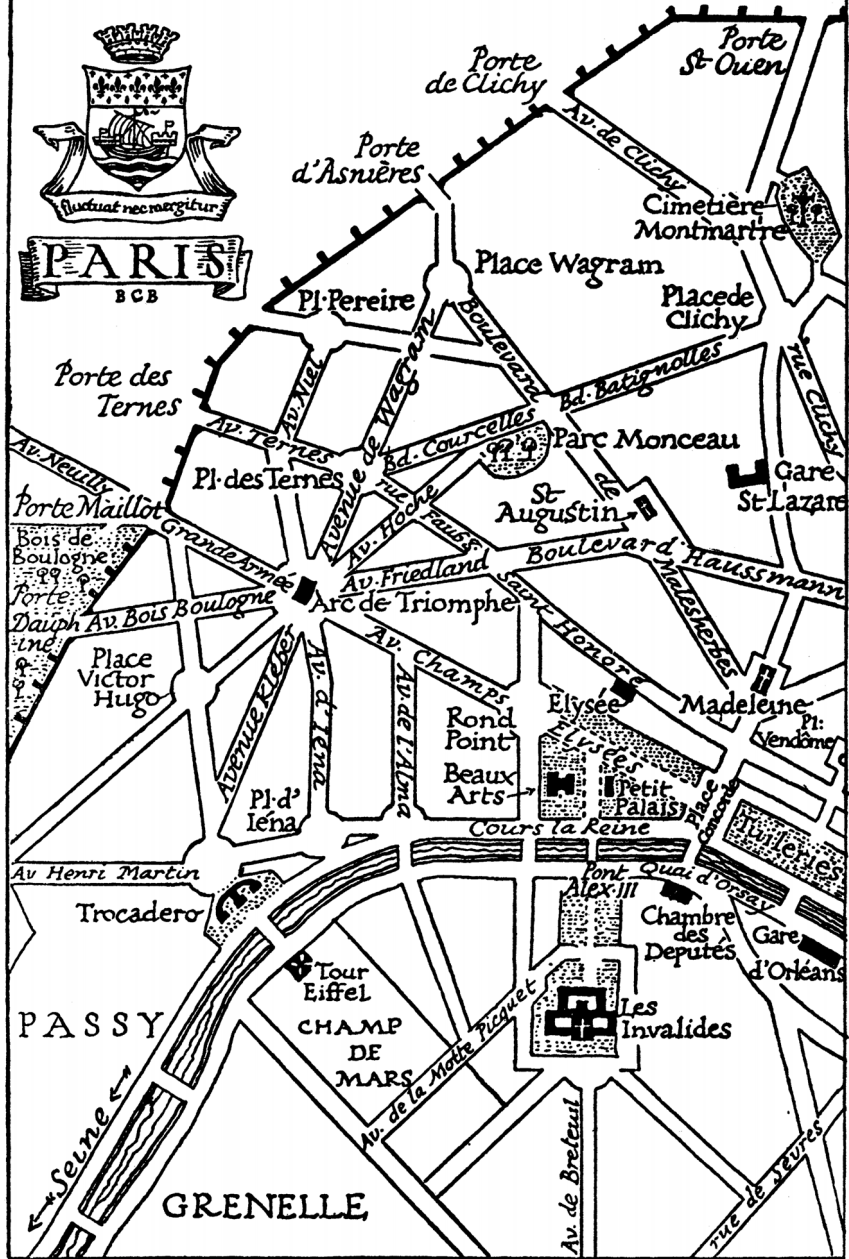 Porte
St Ouen
Porte
de Clichy
Av. de Clichy
Porte
d'Asnières
fluctuat nec mergitur
PARIS
BCB
Cimetière
Montmartre
Place Wagram
Pl. Pereire
Place de
Clichy
Boulevard
rue Clichy
Bd. Batignolles
Av. Niel
Avenue de Wagram
Porte des
Ternes
Av. Ternes
Bd. Courcelles
Parc Monceau
Av. Neuilly
Pl. des Ternes
rue
Faubg.
Saint Honoré
Av. Hoche
de
Malesherbes
St
Augustin
Gare
St Lazare
Porte Maillot
Grande Armée
Bois de
Boulogne
Porte
Dauph
ine
Av. Bois Boulogne
Av. Friedland
Boulevard Haussmann
Arc de Triomphe
Place
Victor
Hugo
Avenue Kleber
Av. d'Iena
Av. Champs
Elysées
Av. de L'Alma
Rond
Point
Elysée
Madeleine
Pl:
Vendôme
Beaux
Arts
Petit
Palais
Place
Concorde
Pl. d'
Iéna
Cours la Reine
Tuileries
Av Henri Martin
Pont
Alex III
Quai d'Orsay
Trocadero
Chambre
des
Deputés
Gare
d'Orléans
Tour
Eiffel
PASSY
CHAMP
DE
MARS
Av. de la Motte Picquet
Les
Invalides
Seine
GRENELLE
Av. de Breteuil
rue de Sèvres